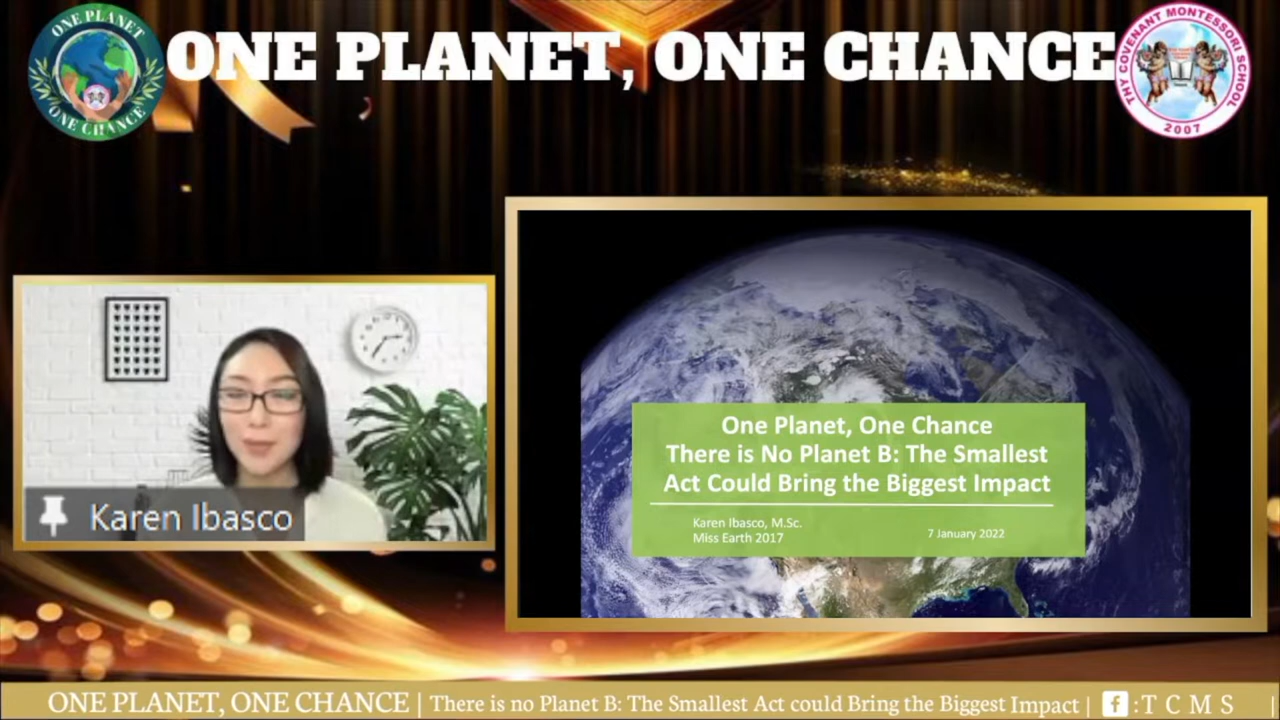 ONE PLANET
ONE CHANCE
ONE PLANET, ONE CHANCE
THY COVENANT MONTESSORI SCHOOL
2007
Karen Ibasco
One Planet, One Chance
There is No Planet B: The Smallest
Act Could Bring the Biggest Impact
Karen Ibasco, M.Sc.
Miss Earth 2017
7 January 2022
ONE PLANET, ONE CHANCE | There is no Planet B: The Smallest Act could Bring the Biggest Impact | f : T C M S |